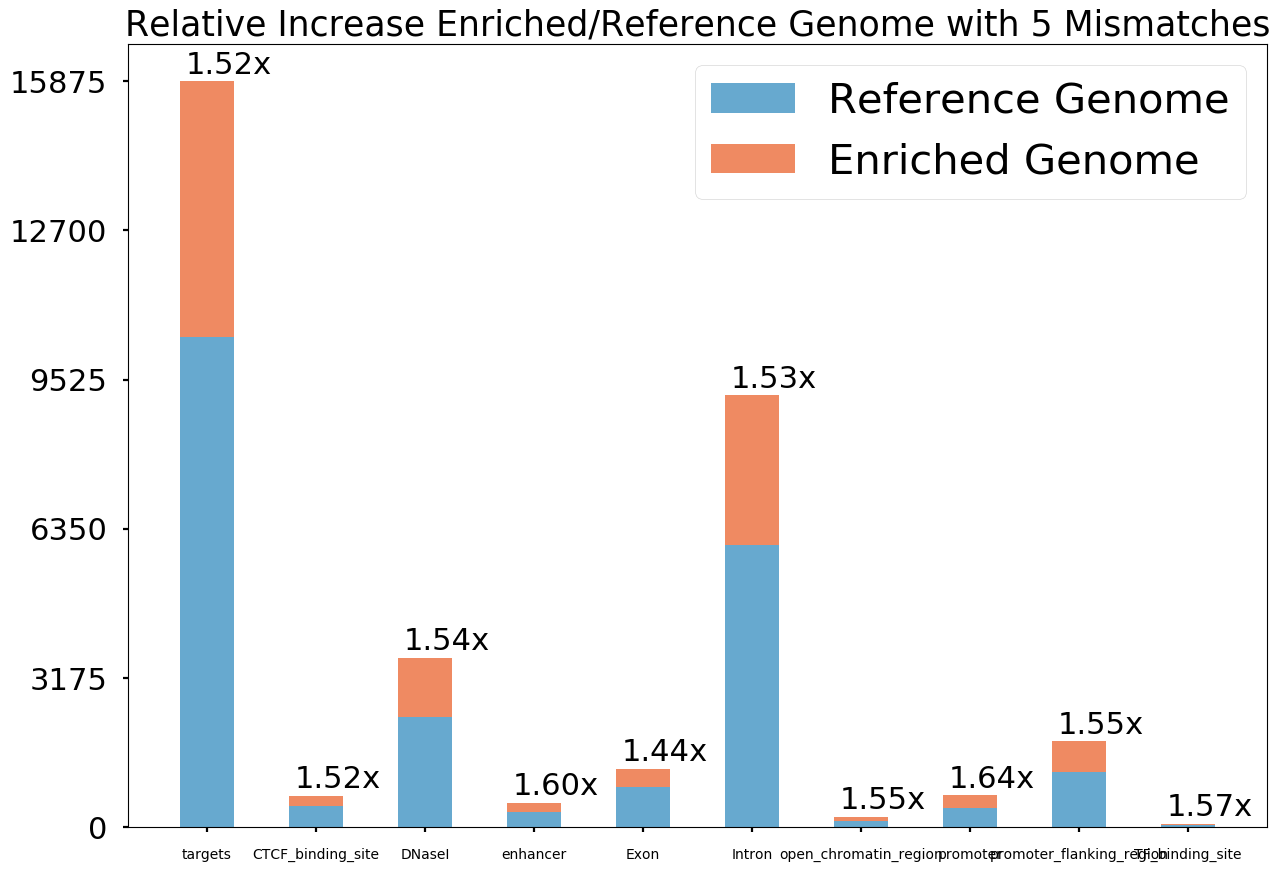 Relative Increase Enriched/Reference Genome with 5 Mismatches
Reference Genome
Enriched Genome
15875
12700
9525
6350
3175
0
1.52x
1.52x
1.54x
1.60x
1.44x
1.53x
1.55x
1.64x
1.55x
1.57x
targets
CTCF_binding_site
DNaseI
enhancer
Exon
Intron
open_chromatin_region
promoter
promoter_flanking_region
TF_binding_site